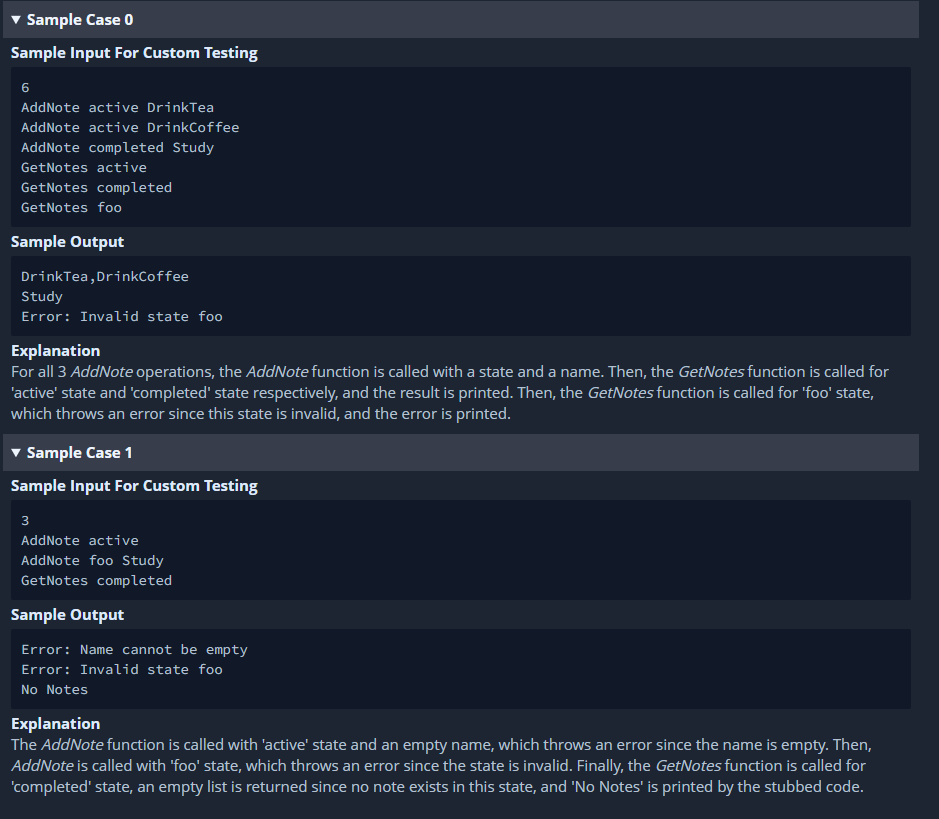 ▼ Sample Case 0
Sample Input For Custom Testing
6
AddNote active DrinkTea
AddNote active DrinkCoffee
AddNote completed Study
GetNotes active
GetNotes completed
GetNotes foo
Sample Output
DrinkTea,DrinkCoffee
Study
Error: Invalid state foo
Explanation
For all 3 AddNote operations, the AddNote function is called with a state and a name. Then, the GetNotes function is called for
'active' state and 'completed' state respectively, and the result is printed. Then, the GetNotes function is called for 'foo' state,
which throws an error since this state is invalid, and the error is printed.
▼ Sample Case 1
Sample Input For Custom Testing
3
AddNote active
AddNote foo Study
GetNotes completed
Sample Output
Error: Name cannot be empty
Error: Invalid state foo
No Notes
Explanation
The AddNote function is called with 'active' state and an empty name, which throws an error since the name is empty. Then,
AddNote is called with 'foo' state, which throws an error since the state is invalid. Finally, the GetNotes function is called for
'completed' state, an empty list is returned since no note exists in this state, and 'No Notes' is printed by the stubbed code.